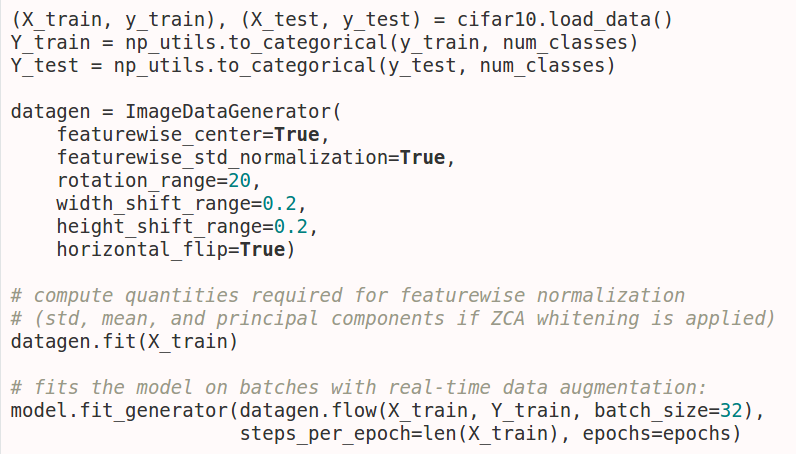 (X_train, y_train), (X_test, y_test) = cifar10.load_data()
Y_train = np_utils.to_categorical(y_train, num_classes)
Y_test = np_utils.to_categorical(y_test, num_classes)

datagen = ImageDataGenerator(
    featurewise_center=True,
    featurewise_std_normalization=True,
    rotation_range=20,
    width_shift_range=0.2,
    height_shift_range=0.2,
    horizontal_flip=True)

# compute quantities required for featurewise normalization
# (std, mean, and principal components if ZCA whitening is applied)
datagen.fit(X_train)

# fits the model on batches with real-time data augmentation:
model.fit_generator(datagen.flow(X_train, Y_train, batch_size=32),
                    steps_per_epoch=len(X_train), epochs=epochs)